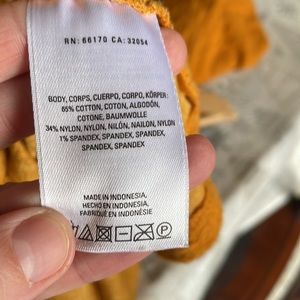 RN: 66170 CA: 32054
BODY, CORPS, CUERPO, CORPO, KÖRPER:
65% COTTON, COTON, ALGODÓN,
COTONE, BAUMWOLLE
34% NYLON, NYLON, NILÓN, NAILON, NYLON
1% SPANDEX, SPANDEX, SPANDEX,
SPANDEX, SPANDEX
MADE IN INDONESIA,
HECHO EN INDONESIA,
FABRIQUÉ EN INDONÉSIE
P